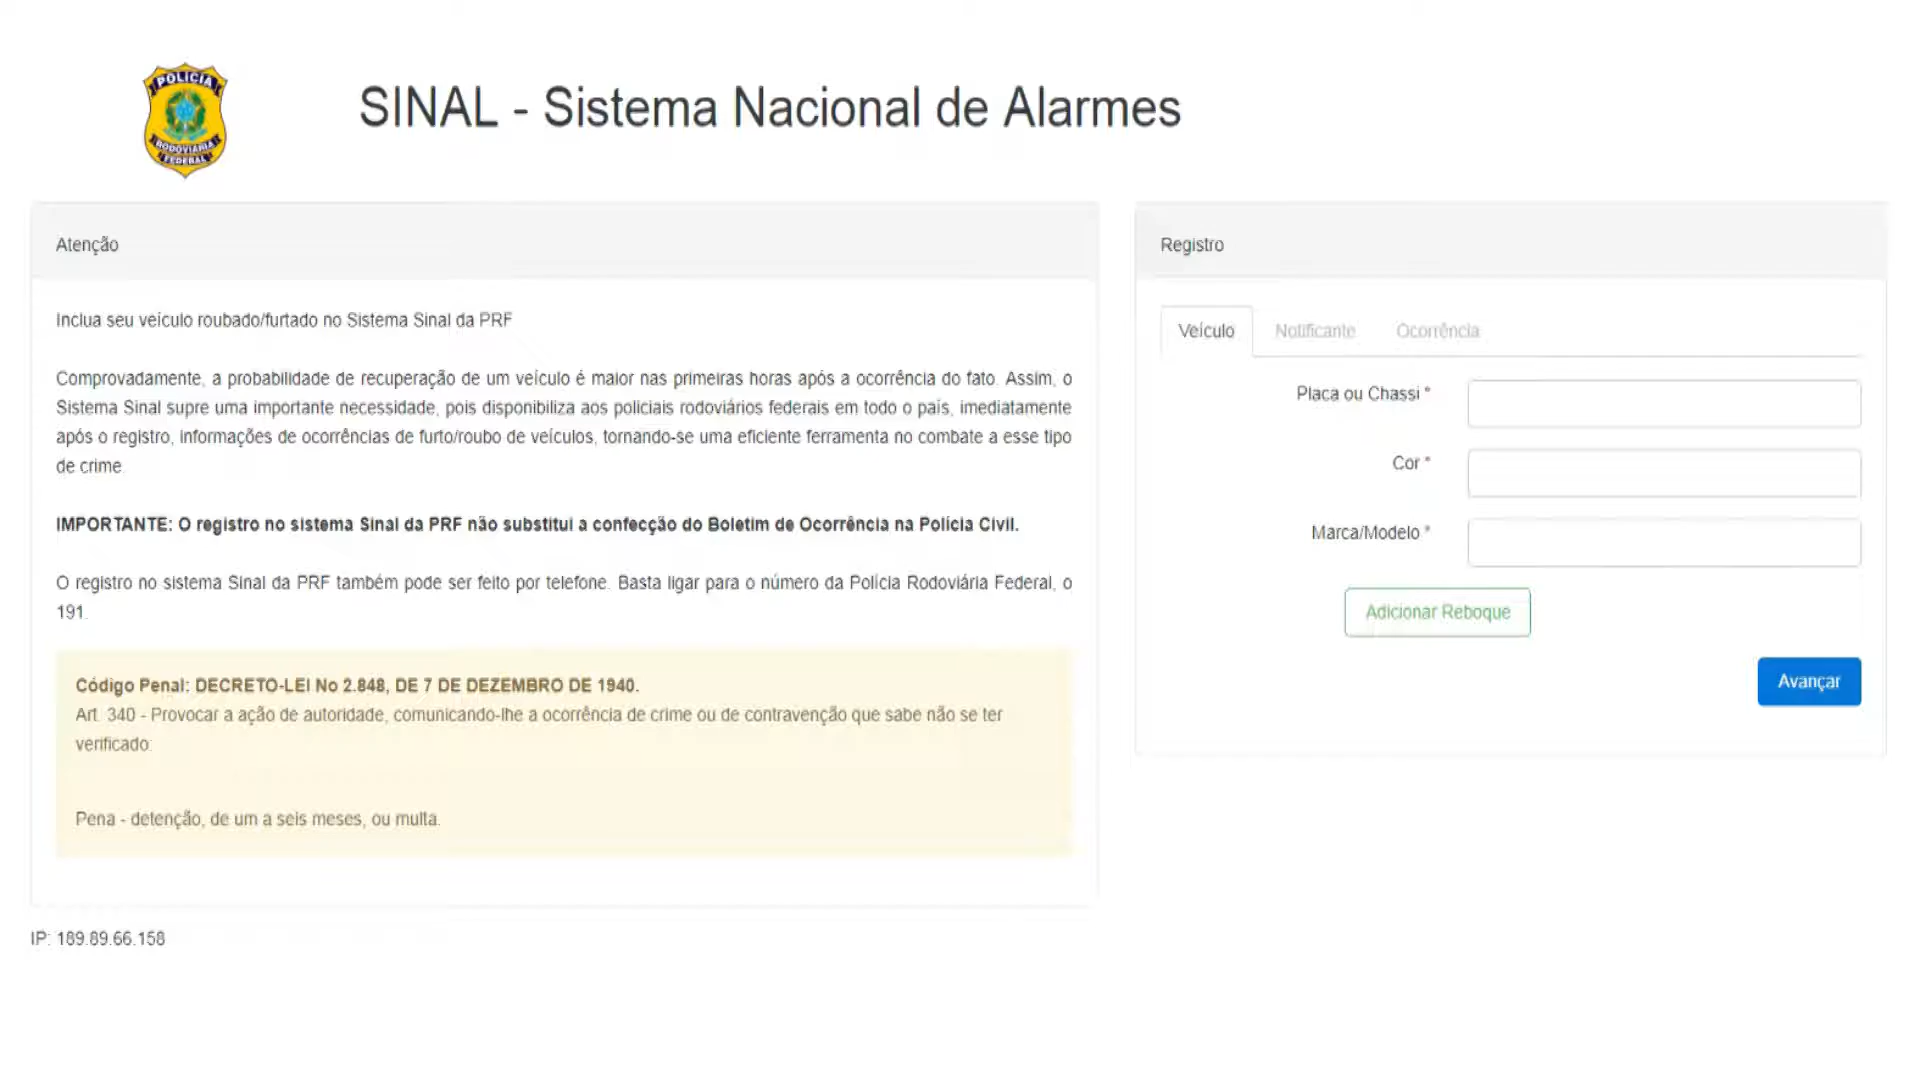 POLICIA
RODOVIARIA
FEDERAL
SINAL - Sistema Nacional de Alarmes
Atenção
Inclua seu veículo roubado/furtado no Sistema Sinal da PRF
Comprovadamente, a probabilidade de recuperação de um veículo é maior nas primeiras horas após a ocorrência do fato. Assim, o
Sistema Sinal supre uma importante necessidade, pois disponibiliza aos policiais rodoviários federais em todo o país, imediatamente
após o registro, informações de ocorrências de furto/roubo de veículos, tornando-se uma eficiente ferramenta no combate a esse tipo
de crime.
IMPORTANTE: O registro no sistema Sinal da PRF não substitui a confecção do Boletim de Ocorrência na Polícia Civil.
O registro no sistema Sinal da PRF também pode ser feito por telefone. Basta ligar para o número da Polícia Rodoviária Federal, o
191.
Código Penal: DECRETO-LEI No 2.848, DE 7 DE DEZEMBRO DE 1940.
Art. 340 - Provocar a ação de autoridade, comunicando-lhe a ocorrência de crime ou de contravenção que sabe não se ter
verificado:
Pena - detenção, de um a seis meses, ou multa.
IP: 189.89.66.158
Registro
Veículo
Notificante
Ocorrência
Placa ou Chassi *
Cor *
Marca/Modelo *
Adicionar Reboque
Avançar